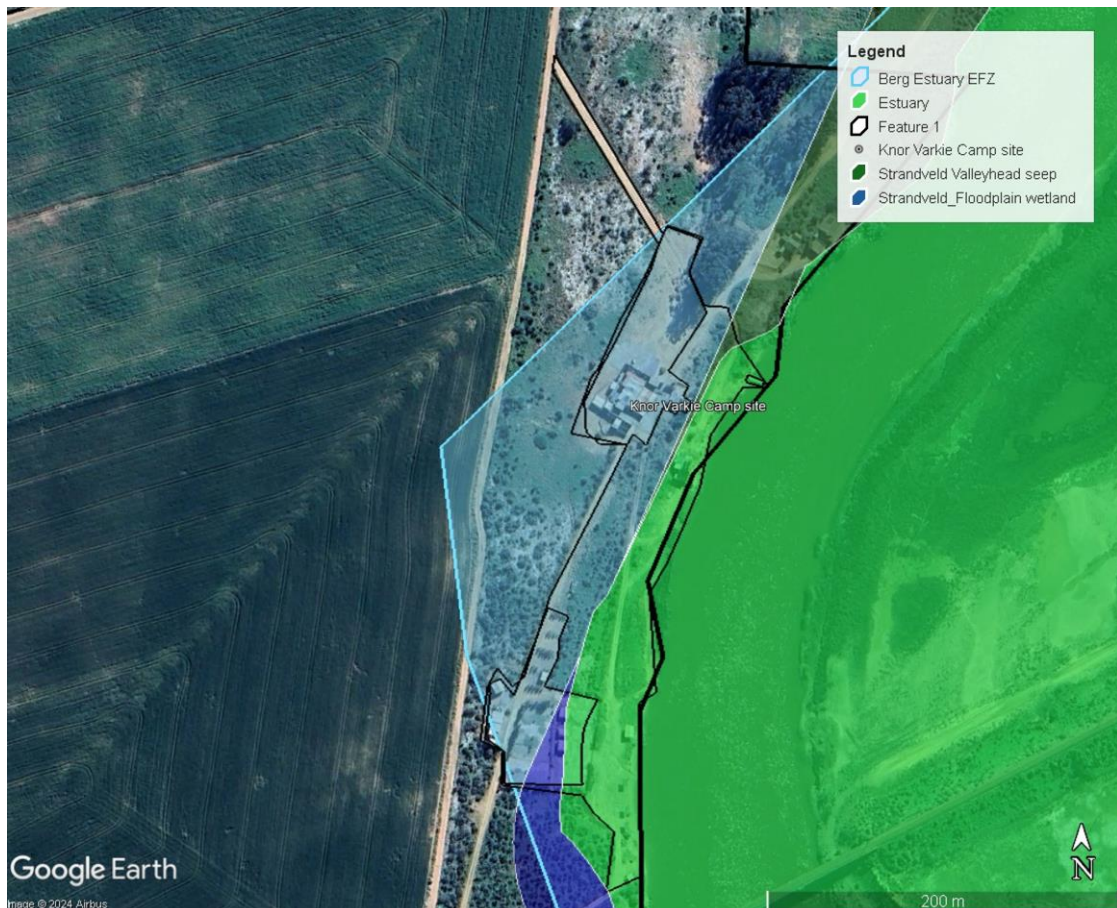 Legend
Berg Estuary EFZ
Estuary
Feature 1
Knor Varkie Camp site
Strandveld Valleyhead seep
Strandveld_Floodplain wetland
Knor Varkie Camp site
N
Google Earth
Image © 2024 Airbus
200 m